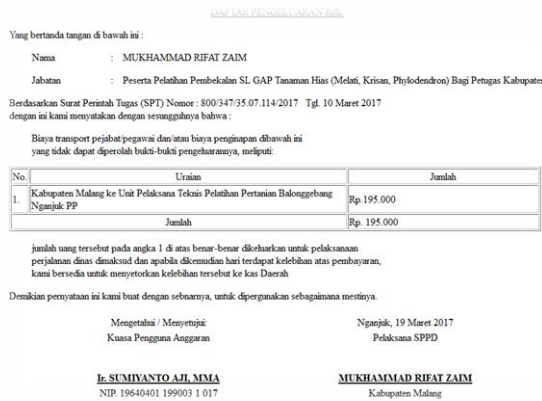 DAFTAR PENGELUARAN RIIL
Yang bertanda tangan di bawah ini :
Nama : MUKHAMMAD RIFAT ZAIM
Jabatan : Peserta Pelatihan Pembekalan SL GAP Tanaman Hias (Melati, Krisan, Phylodendron) Bagi Petugas Kabupate
Berdasarkan Surat Perintah Tugas (SPT) Nomor : 800/347/35.07.114/2017 Tgl. 10 Maret 2017
dengan ini kami menyatakan dengan sesungguhnya bahwa :
Biaya transport pejabat/pegawai dan/atau biaya penginapan dibawah ini
yang tidak dapat diperolah bukti-bukti pengeluarannya, meliputi:
No. Uraian Jumlah
1. Kabupaten Malang ke Unit Pelaksana Teknis Pelatihan Pertanian Balonggebang Nganjuk PP Rp.195.000
Jumlah Rp. 195.000
jumlah uang tersebut pada angka 1 di atas benar-benar dikeluarkan untuk pelaksanaan
perjalanan dinas dimaksud dan apabila dikemudian hari terdapat kelebihan atas pembayaran,
kami bersedia untuk menyetorkan kelebihan tersebut ke kas Daerah
Demikian pernyataan ini kami buat dengan sebnarnya, untuk dipergunakan sebagaimana mestinya.
Mengetahui / Menyetujui: Nganjuk, 19 Maret 2017
Kuasa Pengguna Anggaran Pelaksana SPPD
Ir. SUMIYANTO AJI, MMA MUKHAMMAD RIFAT ZAIM
NIP. 19640401 199003 1 017 Kabupaten Malang